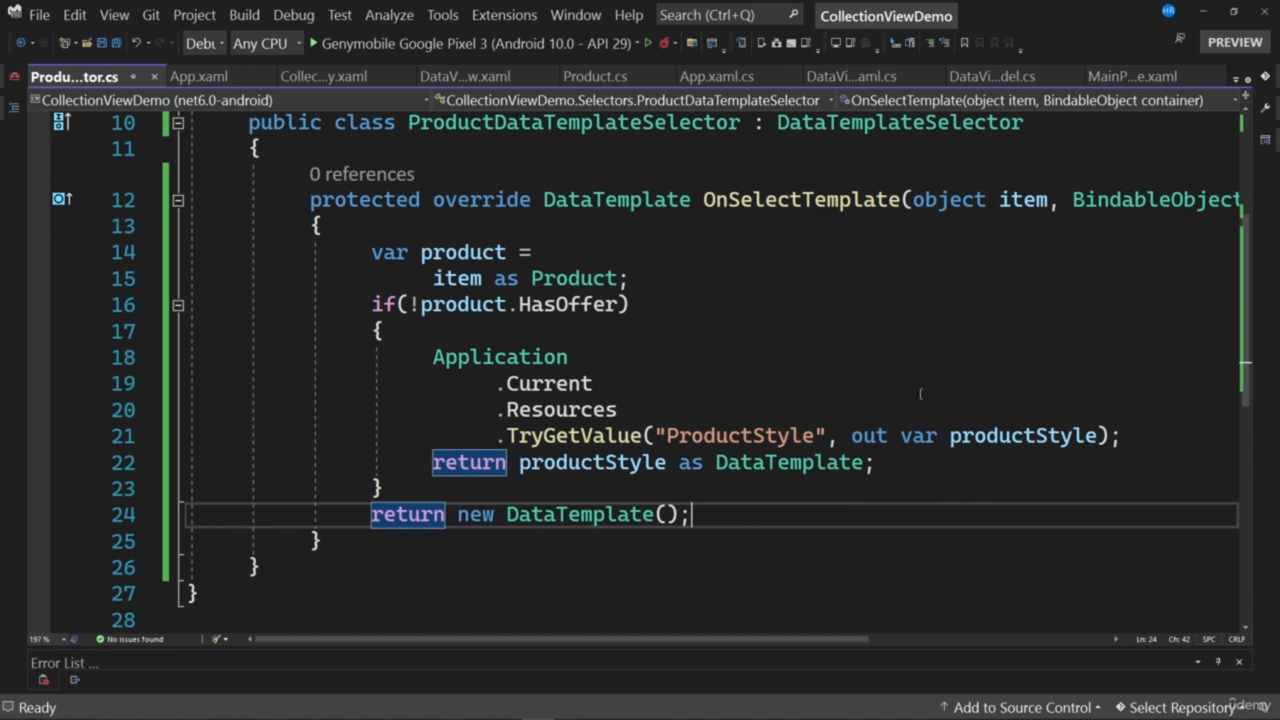 File Edit View Git Project Build Debug Test Analyze Tools Extensions Window Help Search (Ctrl+Q) CollectionViewDemo HR
Debu Any CPU Genymobile Google Pixel 3 (Android 10.0 - API 29) PREVIEW
Produ...tor.cs App.xaml Collec...y.xaml DataV...w.xaml Product.cs App.xaml.cs DataVi...aml.cs DataVi...del.cs MainP...e.xaml
CollectionViewDemo (net6.0-android) CollectionViewDemo.Selectors.ProductDataTemplateSelector OnSelectTemplate(object item, BindableObject container)
10 public class ProductDataTemplateSelector : DataTemplateSelector
11 {
0 references
12 protected override DataTemplate OnSelectTemplate(object item, BindableObject
13 {
14 var product =
15 item as Product;
16 if(!product.HasOffer)
17 {
18 Application
19 .Current
20 .Resources
21 .TryGetValue("ProductStyle", out var productStyle);
22 return productStyle as DataTemplate;
23 }
24 return new DataTemplate();
25 }
26 }
27 }
28
197 % No issues found Ln: 24 Ch: 42 SPC CRLF
Error List ...
Ready Add to Source Control Select Repository
Udemy